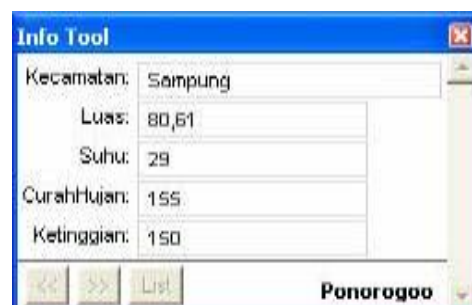 Info Tool
Kecamatan: Sampung
Luas: 80,61
Suhu: 29
CurahHujan: 155
Ketinggian: 150
<< >> List Ponorogoo